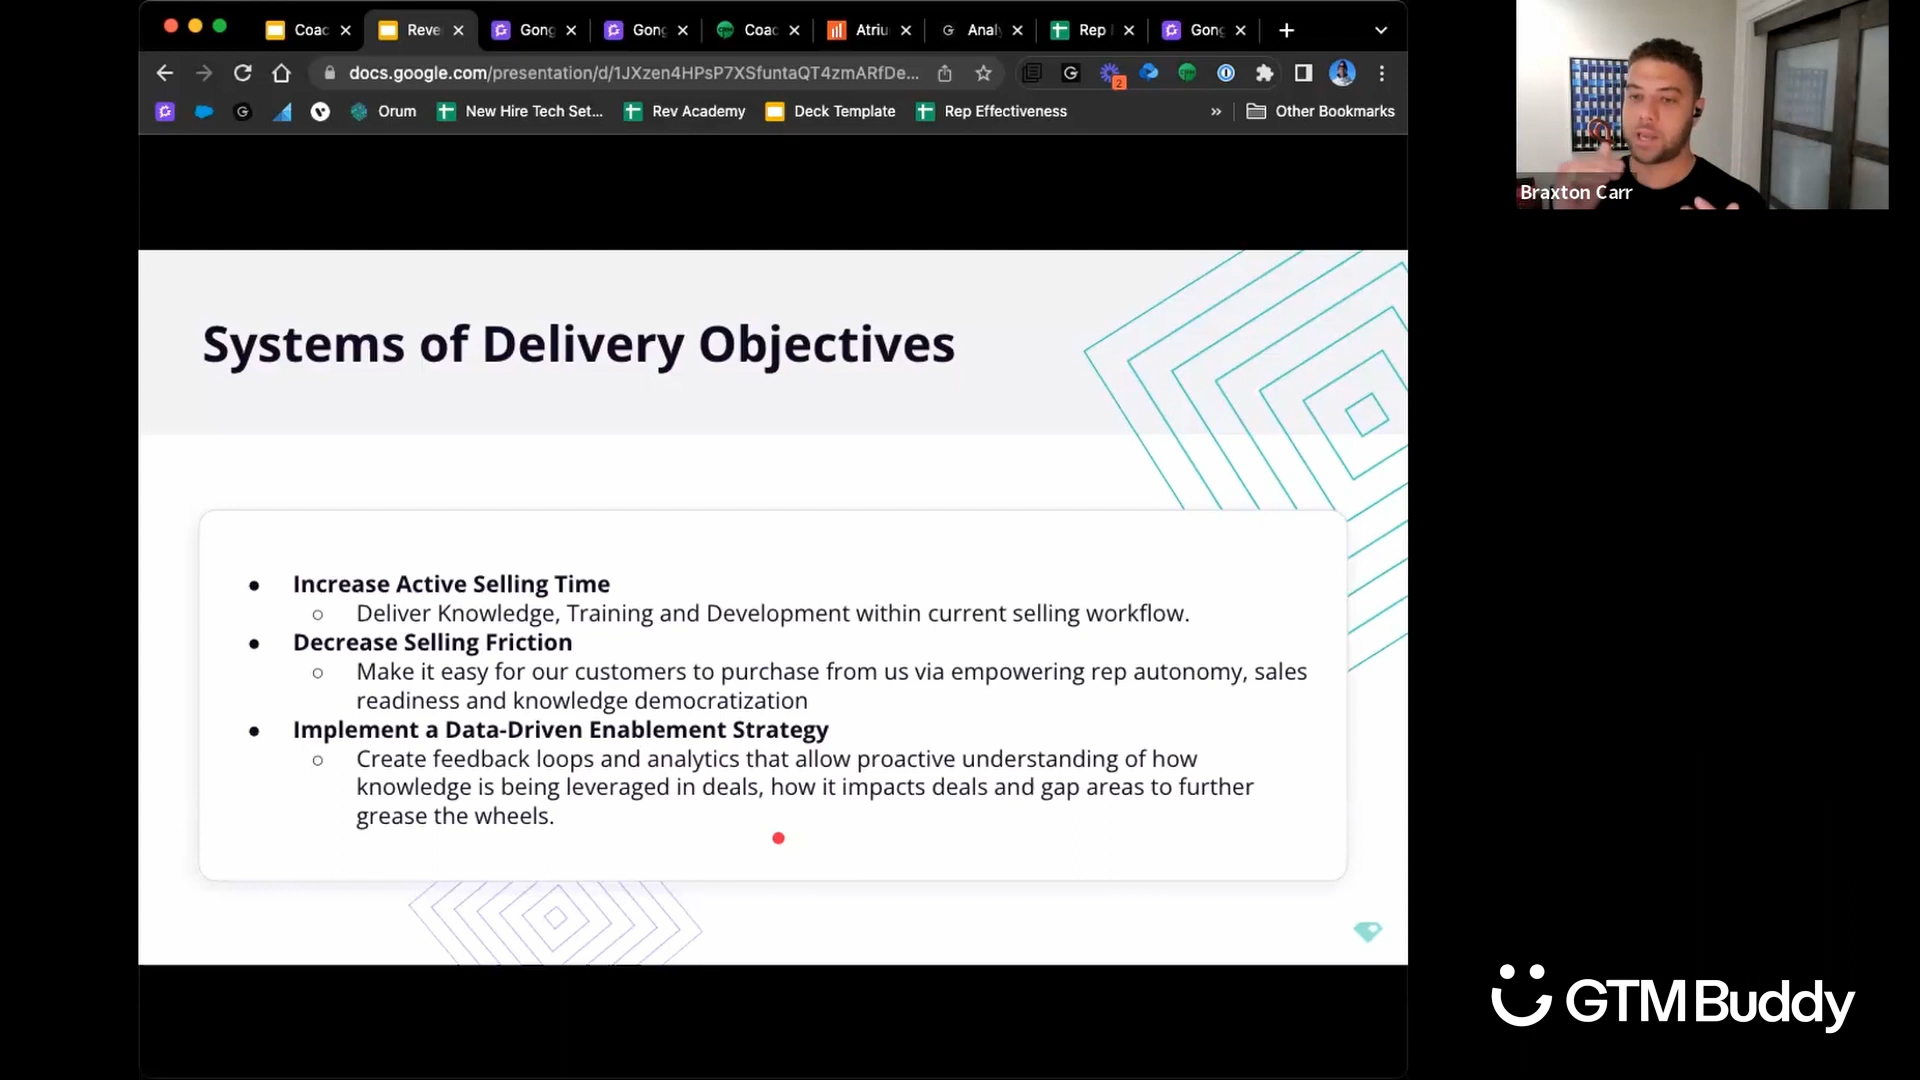 Coac
Reve
Gong
Gong
Coac
Atriu
Analy
Rep
Gong
docs.google.com/presentation/d/1JXzen4HPsP7XSfuntaQT4zmARfDe...
2
Orum
New Hire Tech Set...
Rev Academy
Deck Template
Rep Effectiveness
»
Other Bookmarks
Braxton Carr
Systems of Delivery Objectives
● Increase Active Selling Time
○ Deliver Knowledge, Training and Development within current selling workflow.
● Decrease Selling Friction
○ Make it easy for our customers to purchase from us via empowering rep autonomy, sales
readiness and knowledge democratization
● Implement a Data-Driven Enablement Strategy
○ Create feedback loops and analytics that allow proactive understanding of how
knowledge is being leveraged in deals, how it impacts deals and gap areas to further
grease the wheels.
GTM Buddy